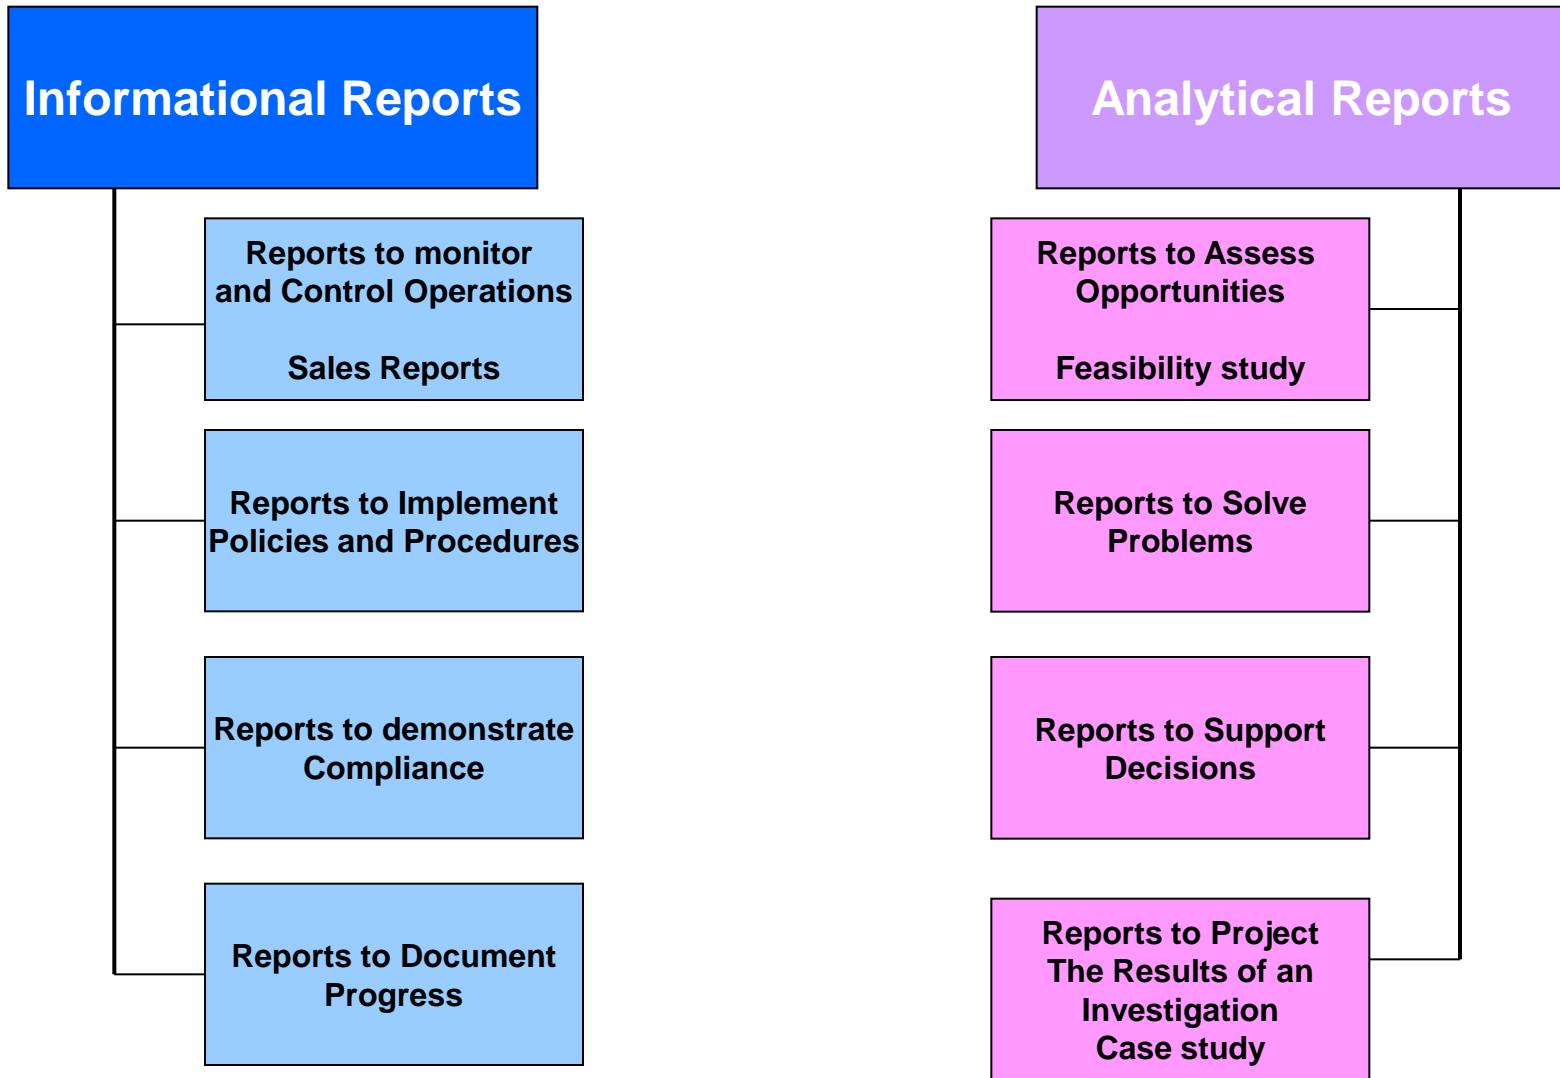 Informational Reports
Reports to monitor
and Control Operations
Sales Reports
Reports to Implement
Policies and Procedures
Reports to demonstrate
Compliance
Reports to Document
Progress
Analytical Reports
Reports to Assess
Opportunities
Feasibility study
Reports to Solve
Problems
Reports to Support
Decisions
Reports to Project
The Results of an
Investigation
Case study